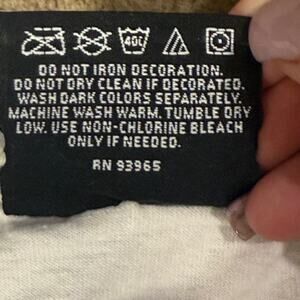 40C
DO NOT IRON DECORATION.
DO NOT DRY CLEAN IF DECORATED.
WASH DARK COLORS SEPARATELY.
MACHINE WASH WARM. TUMBLE DRY
LOW. USE NON-CHLORINE BLEACH
ONLY IF NEEDED.
RN 93965